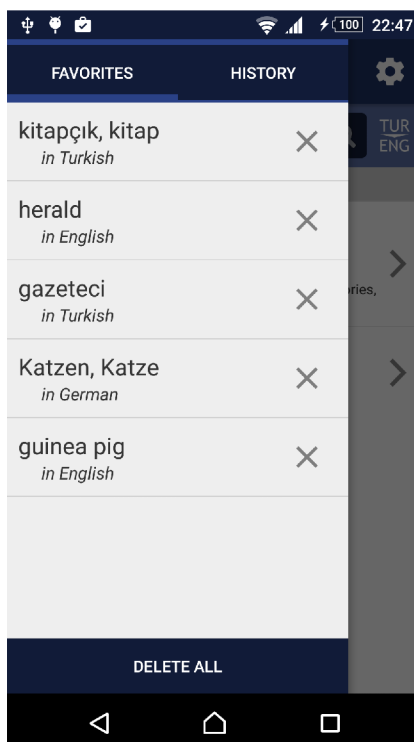 100 22:47
FAVORITES HISTORY
TUR
ENG
kitapçık, kitap
in Turkish
herald
in English
gazeteci
in Turkish
ories,
Katzen, Katze
in German
guinea pig
in English
DELETE ALL